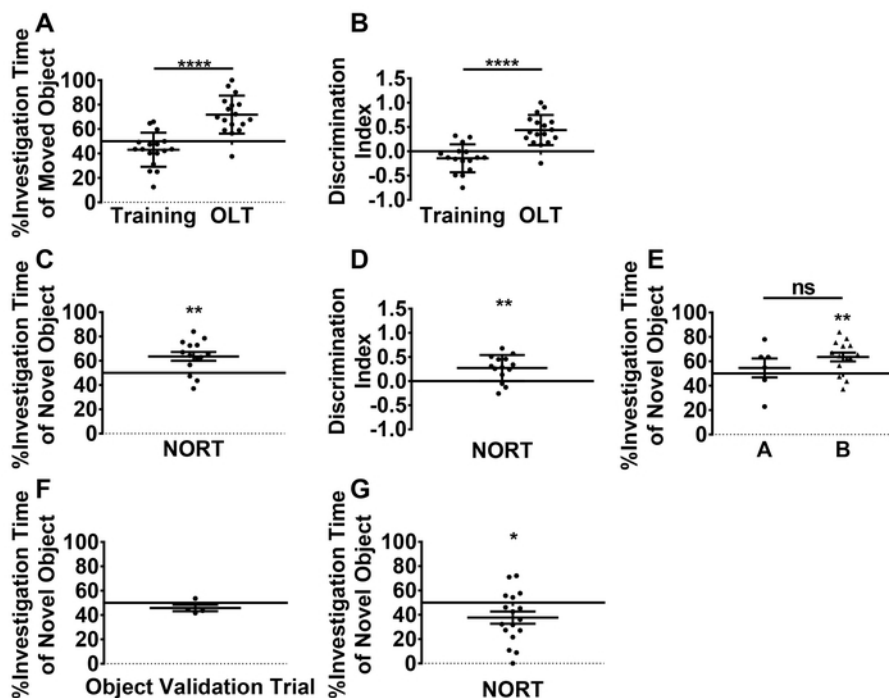 A
%Investigation Time
of Moved Object
100
80
60
40
20
0
****
Training OLT
B
Discrimination
Index
1.5
1.0
0.5
0.0
-0.5
-1.0
****
Training OLT
C
%Investigation Time
of Novel Object
100
80
60
40
20
0
**
NORT
D
Discrimination
Index
1.5
1.0
0.5
0.0
-0.5
-1.0
**
NORT
E
%Investigation Time
of Novel Object
100
80
60
40
20
0
ns
**
A B
F
%Investigation Time
of Novel Object
100
80
60
40
20
0
Object Validation Trial
G
%Investigation Time
of Novel Object
100
80
60
40
20
0
*
NORT